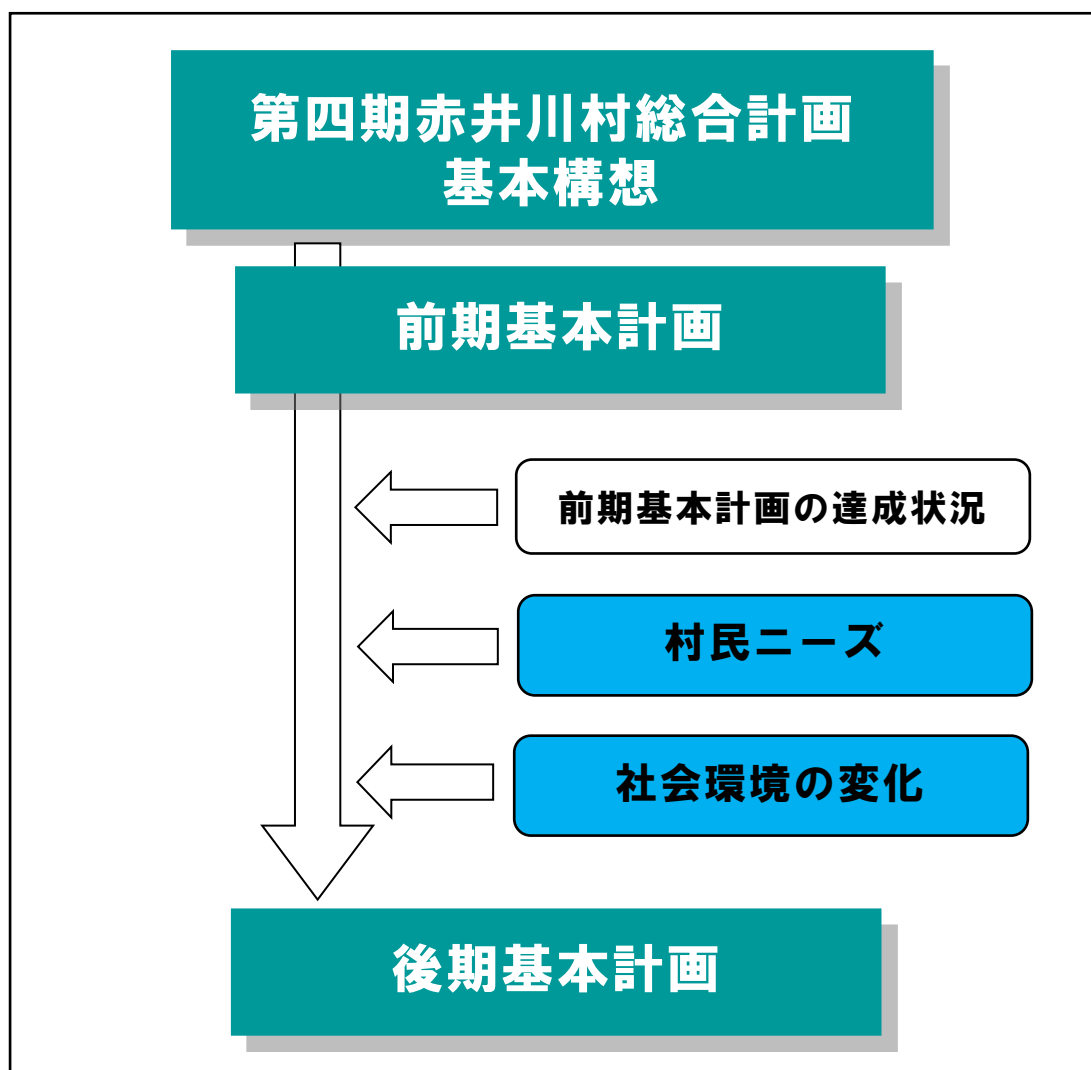 第四期赤井川村総合計画
基本構想
前期基本計画
前期基本計画の達成状況
村民ニーズ
社会環境の変化
後期基本計画